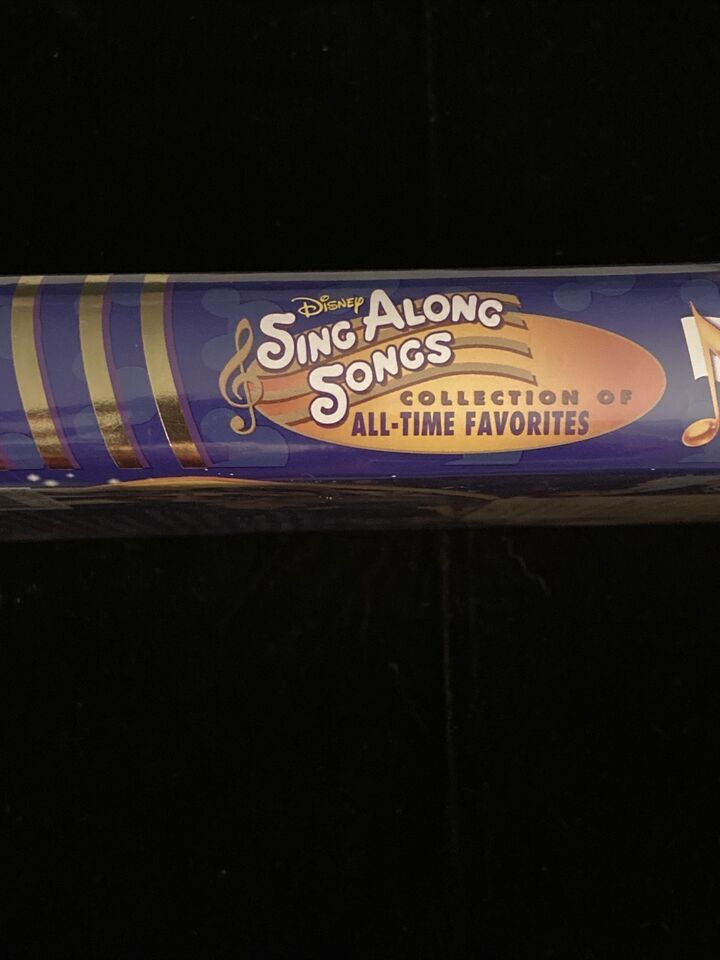 Disney
SING ALONG
SONGS
COLLECTION OF
ALL-TIME FAVORITES